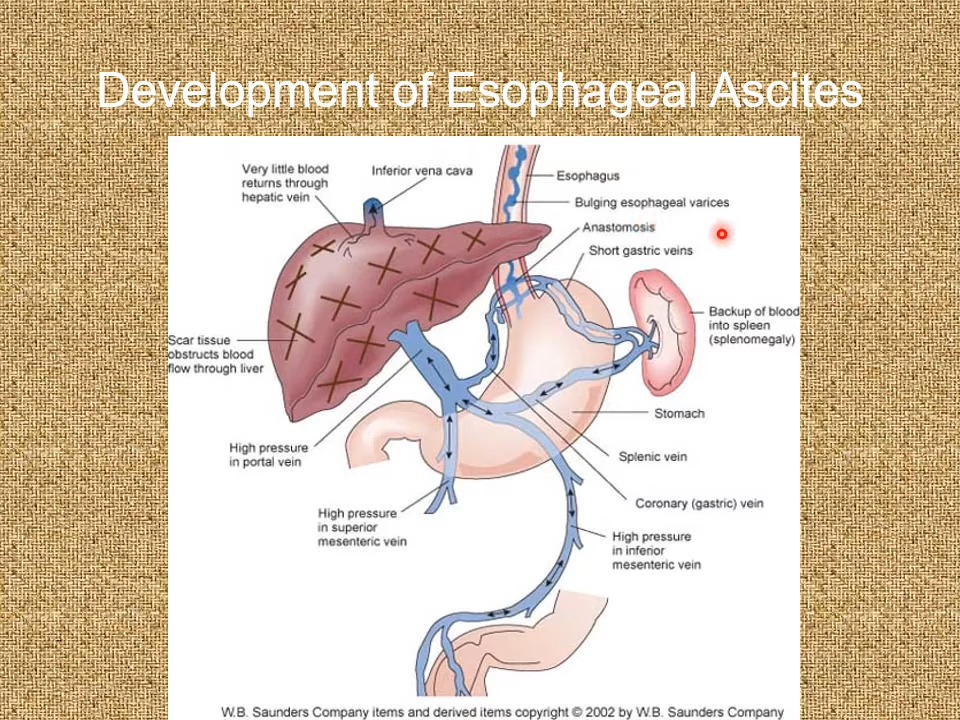 Development of Esophageal Ascites
Very little blood
returns through
hepatic vein
Inferior vena cava
Esophagus
Bulging esophageal varices
Anastomosis
Short gastric veins
Backup of blood
into spleen
(splenomegaly)
Scar tissue
obstructs blood
flow through liver
Stomach
High pressure
in portal vein
Splenic vein
Coronary (gastric) vein
High pressure
in superior
mesenteric vein
High pressure
in inferior
mesenteric vein
W.B. Saunders Company items and derived items copyright © 2002 by W.B. Saunders Company